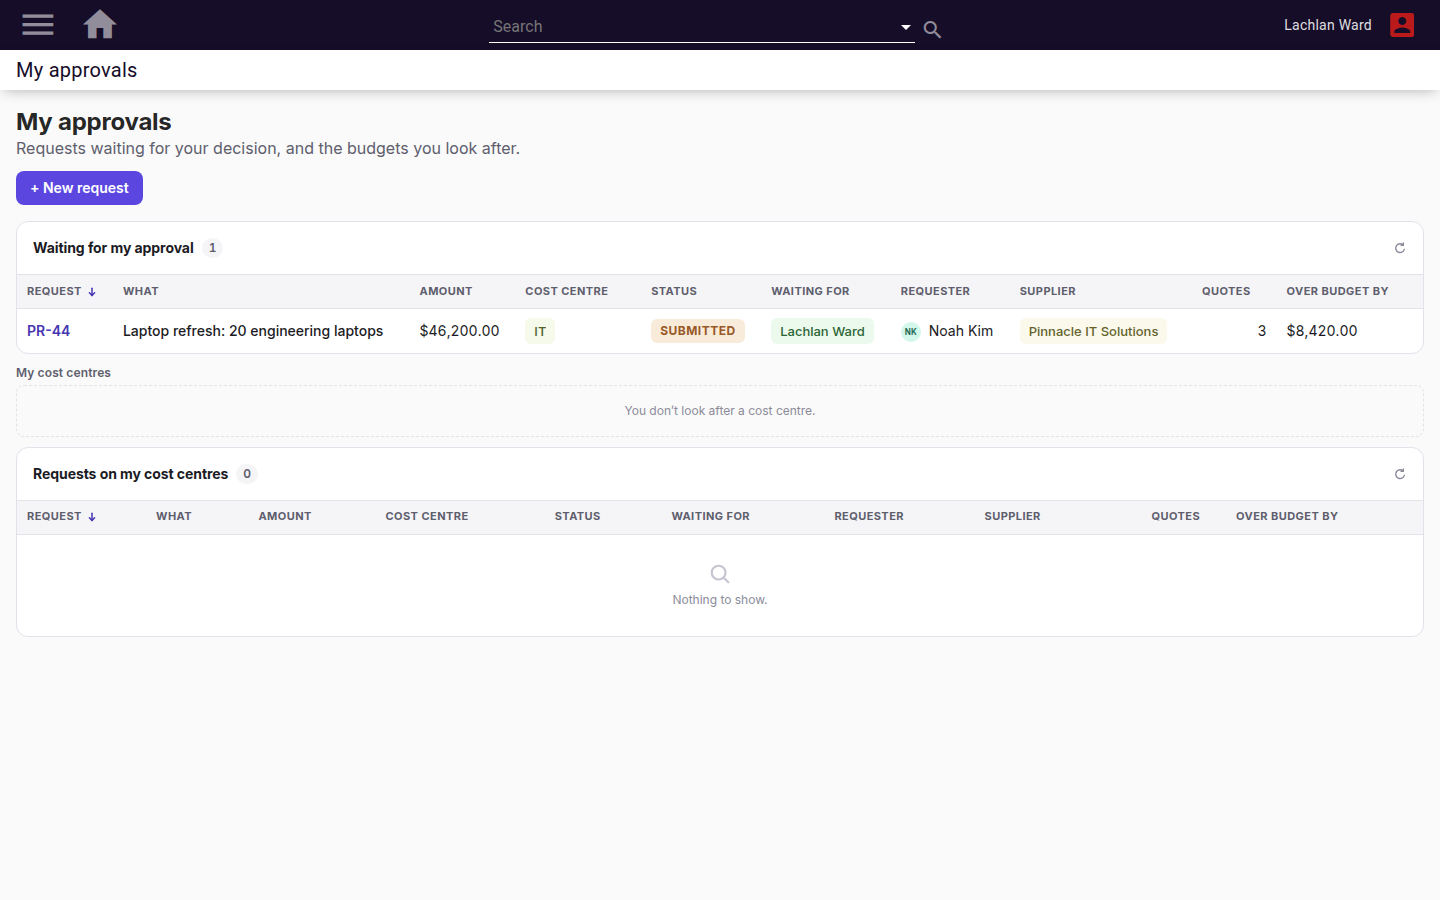 Search
Lachlan Ward
My approvals
My approvals
Requests waiting for your decision, and the budgets you look after.
+ New request
Waiting for my approval 1
REQUEST WHAT AMOUNT COST CENTRE STATUS WAITING FOR REQUESTER SUPPLIER QUOTES OVER BUDGET BY
PR-44 Laptop refresh: 20 engineering laptops $46,200.00 IT SUBMITTED Lachlan Ward NK Noah Kim Pinnacle IT Solutions 3 $8,420.00
My cost centres
You don't look after a cost centre.
Requests on my cost centres 0
REQUEST WHAT AMOUNT COST CENTRE STATUS WAITING FOR REQUESTER SUPPLIER QUOTES OVER BUDGET BY
Nothing to show.